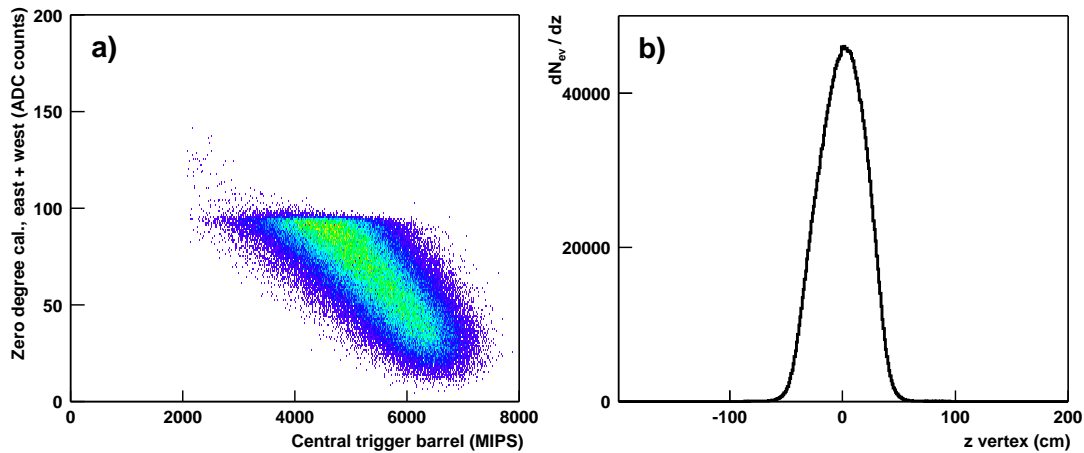 a)
Zero degree cal., east + west (ADC counts)
200
150
100
50
0
0 2000 4000 6000 8000
Central trigger barrel (MIPS)
b)
dNev / dz
40000
20000
0
-100 0 100 200
z vertex (cm)